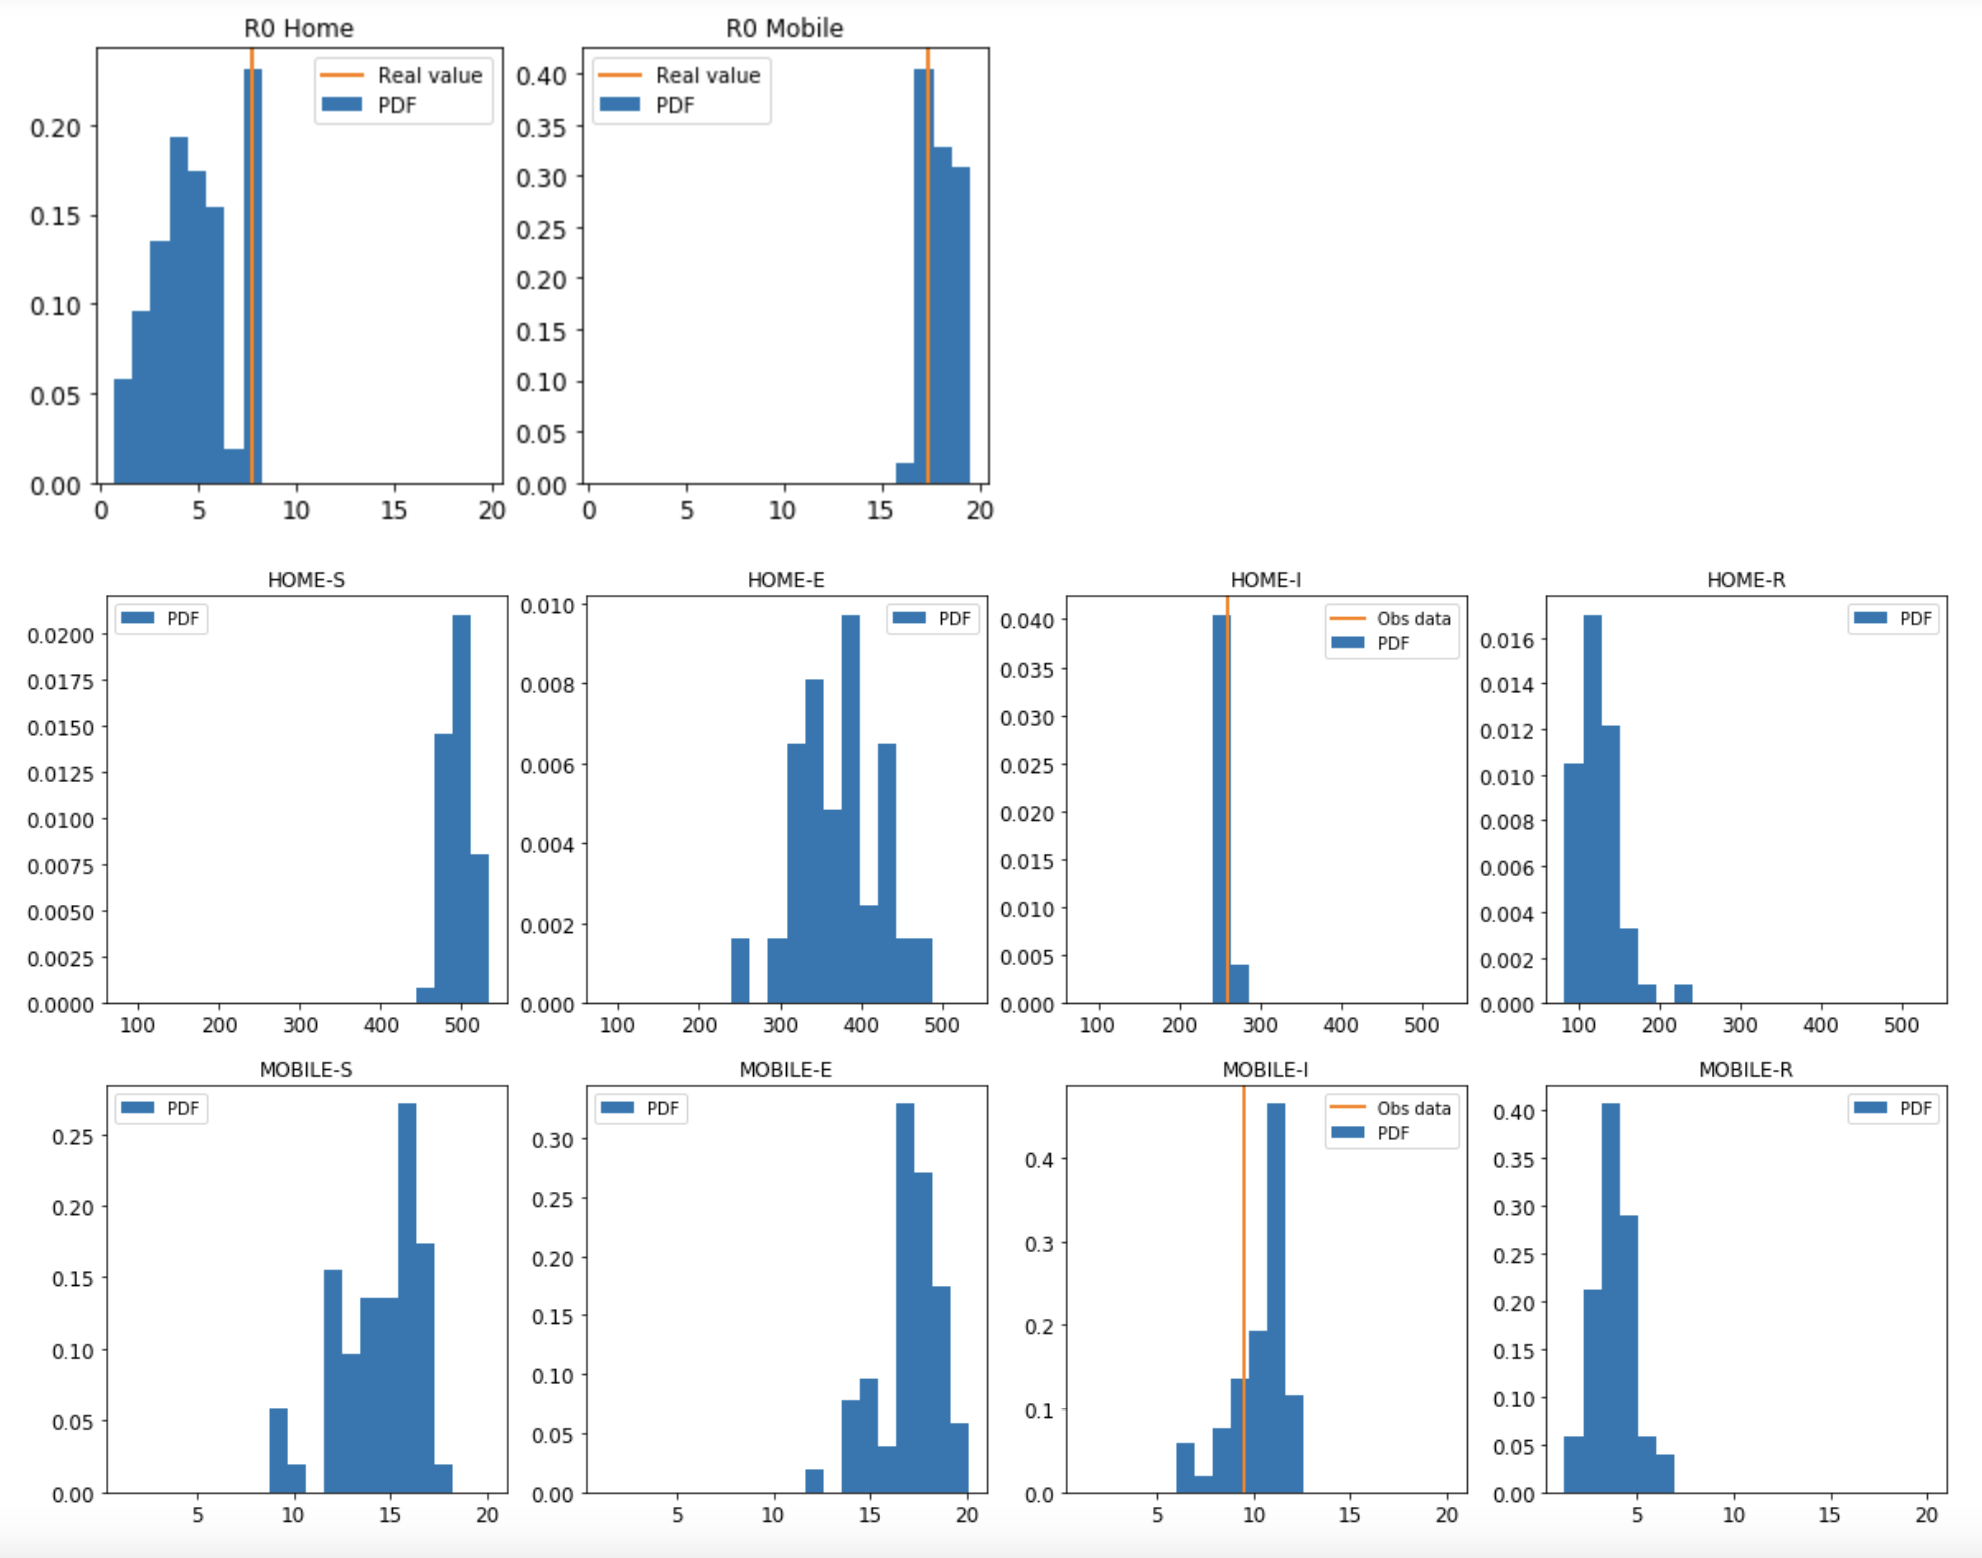 R0 Home
R0 Mobile
Real value
PDF
0.20
0.15
0.10
0.05
0.00
0 5 10 15 20
Real value
PDF
0.40
0.35
0.30
0.25
0.20
0.15
0.10
0.05
0.00
0 5 10 15 20
HOME-S
PDF
0.0200
0.0175
0.0150
0.0125
0.0100
0.0075
0.0050
0.0025
0.0000
100 200 300 400 500
HOME-E
PDF
0.010
0.008
0.006
0.004
0.002
0.000
100 200 300 400 500
HOME-I
Obs data
PDF
0.040
0.035
0.030
0.025
0.020
0.015
0.010
0.005
0.000
100 200 300 400 500
HOME-R
PDF
0.016
0.014
0.012
0.010
0.008
0.006
0.004
0.002
0.000
100 200 300 400 500
MOBILE-S
PDF
0.25
0.20
0.15
0.10
0.05
0.00
5 10 15 20
MOBILE-E
PDF
0.30
0.25
0.20
0.15
0.10
0.05
0.00
5 10 15 20
MOBILE-I
Obs data
PDF
0.4
0.3
0.2
0.1
0.0
5 10 15 20
MOBILE-R
PDF
0.40
0.35
0.30
0.25
0.20
0.15
0.10
0.05
0.00
5 10 15 20